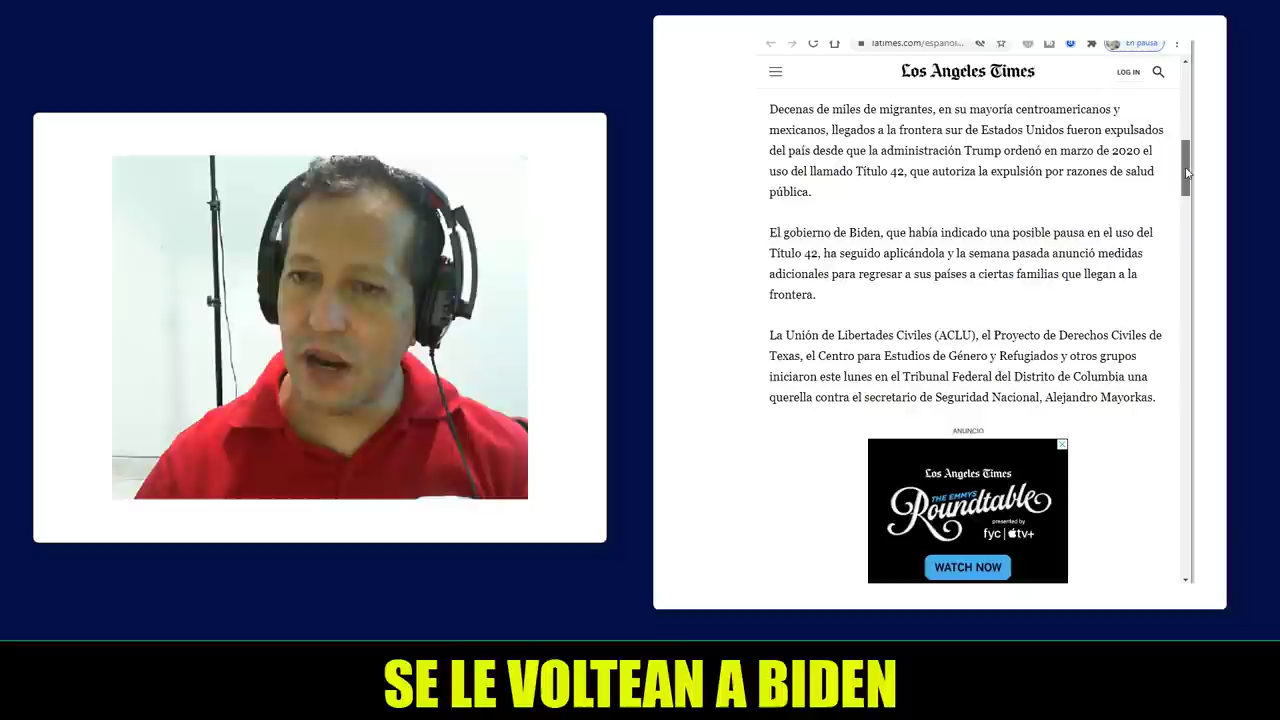 latimes.com/español...
En pausa
Los Angeles Times
LOG IN
Decenas de miles de migrantes, en su mayoría centroamericanos y
mexicanos, llegados a la frontera sur de Estados Unidos fueron expulsados
del país desde que la administración Trump ordenó en marzo de 2020 el
uso del llamado Título 42, que autoriza la expulsión por razones de salud
pública.
El gobierno de Biden, que había indicado una posible pausa en el uso del
Título 42, ha seguido aplicándola y la semana pasada anunció medidas
adicionales para regresar a sus países a ciertas familias que llegan a la
frontera.
La Unión de Libertades Civiles (ACLU), el Proyecto de Derechos Civiles de
Texas, el Centro para Estudios de Género y Refugiados y otros grupos
iniciaron este lunes en el Tribunal Federal del Distrito de Columbia una
querella contra el secretario de Seguridad Nacional, Alejandro Mayorkas.
ANUNCIO
Los Angeles Times
THE EMMYS
Roundtable
presented by
fyc | tv+
WATCH NOW
SE LE VOLTEAN A BIDEN